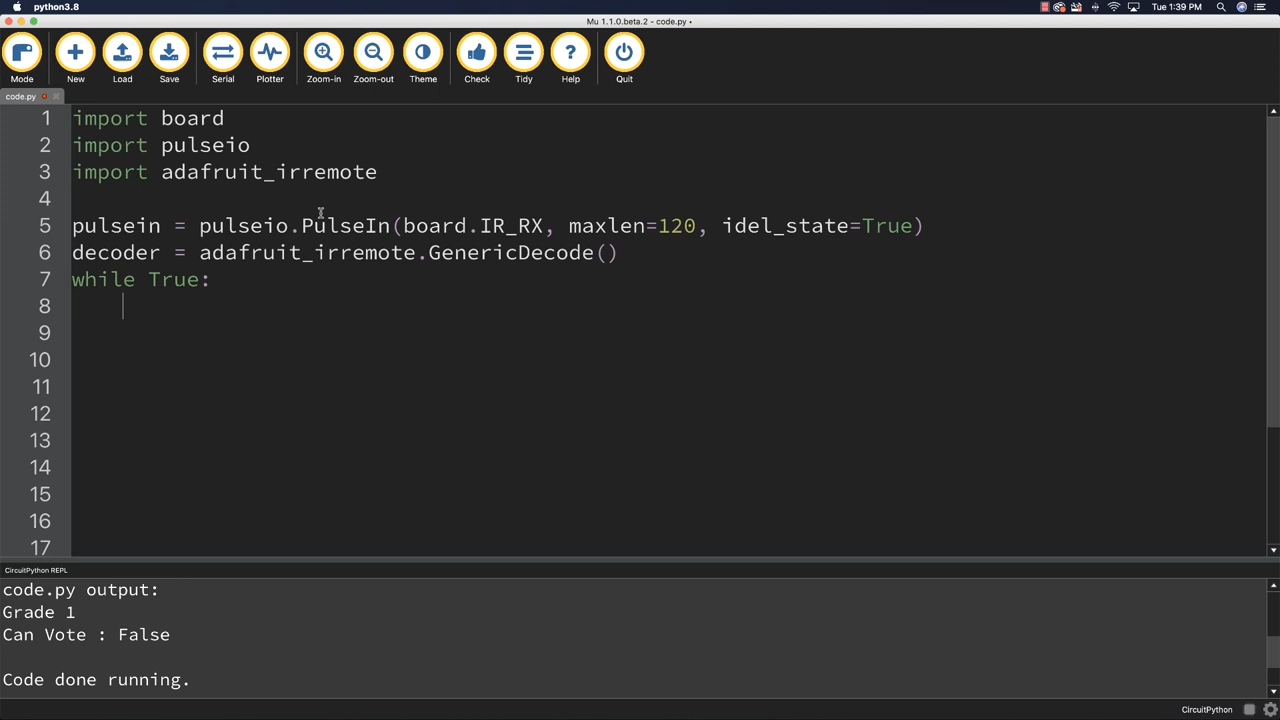 python3.8
Tue 1:39 PM
Mu 1.1.0.beta.2 - code.py •
Mode New Load Save Serial Plotter Zoom-in Zoom-out Theme Check Tidy Help Quit
code.py
1 import board
2 import pulseio
3 import adafruit_irremote
4
5 pulsein = pulseio.PulseIn(board.IR_RX, maxlen=120, idel_state=True)
6 decoder = adafruit_irremote.GenericDecode()
7 while True:
8
9
10
11
12
13
14
15
16
17
CircuitPython REPL
code.py output:
Grade 1
Can Vote : False
Code done running.
CircuitPython